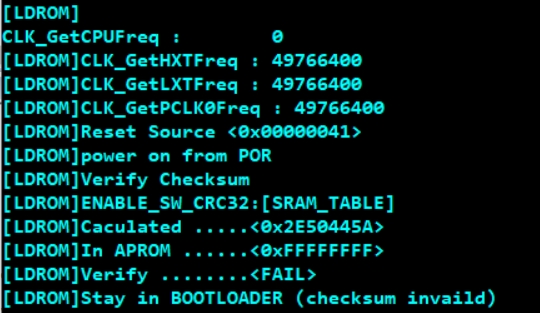 [LDROM]
CLK_GetCPUFreq :          0
[LDROM]CLK_GetHXTFreq : 49766400
[LDROM]CLK_GetLXTFreq : 49766400
[LDROM]CLK_GetPCLK0Freq : 49766400
[LDROM]Reset Source <0x00000041>
[LDROM]power on from POR
[LDROM]Verify Checksum
[LDROM]ENABLE_SW_CRC32:[SRAM_TABLE]
[LDROM]Caculated .....<0x2E50445A>
[LDROM]In APROM ......<0xFFFFFFFF>
[LDROM]Verify ........<FAIL>
[LDROM]Stay in BOOTLOADER (checksum invaild)